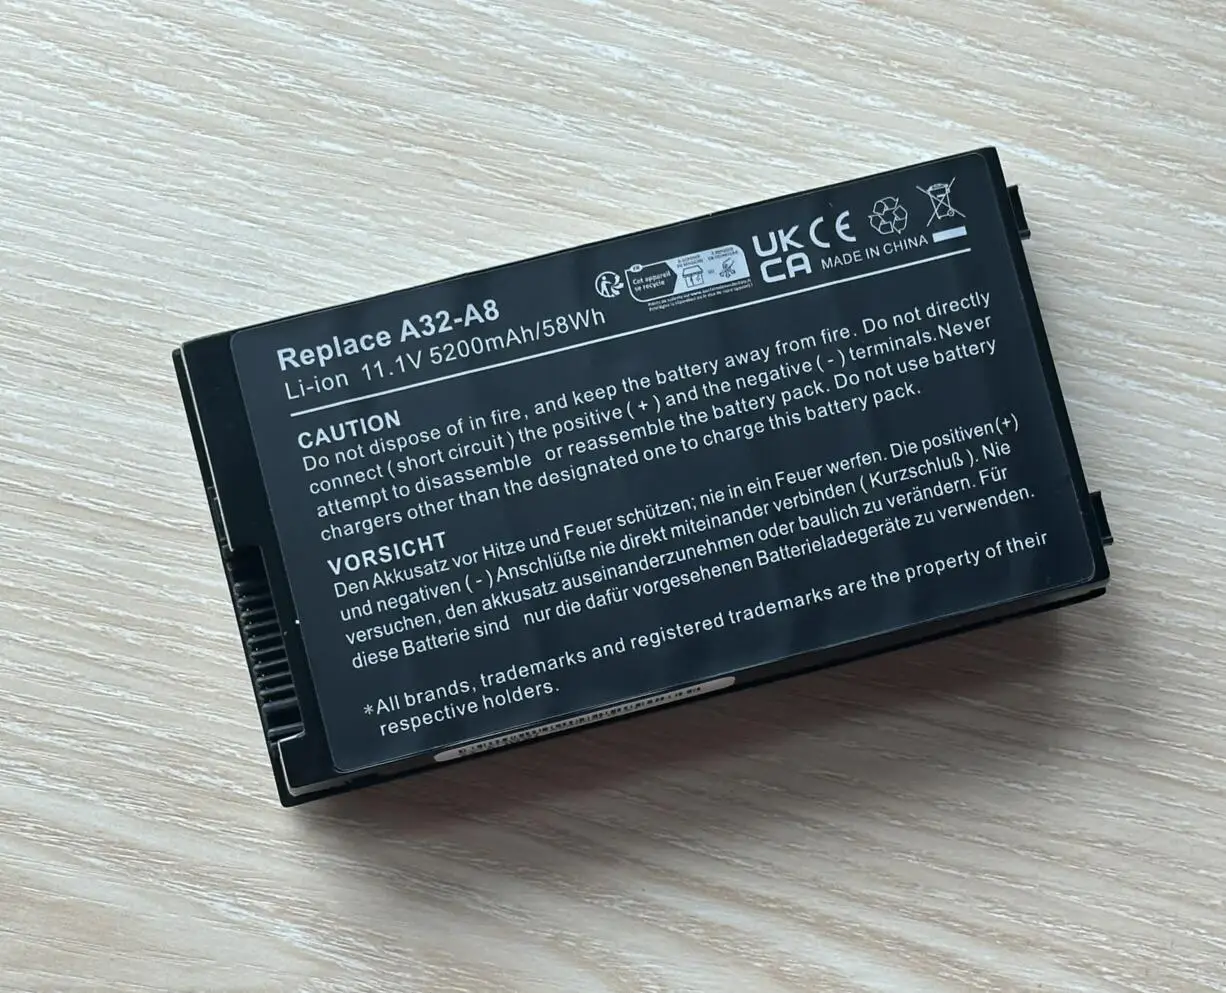 Replace A32-A8
Li-ion 11.1V 5200mAh/58Wh
FR
Cet appareil
se recycle
UK
CA
CE
MADE IN CHINA
CAUTION
Do not dispose of in fire, and keep the battery away from fire. Do not directly
connect (short circuit) the positive (+) and the negative (-) terminals. Never
attempt to disassemble or reassemble the battery pack. Do not use battery
chargers other than the designated one to charge this battery pack.
VORSICHT
Den Akkusatz vor Hitze und Feuer schützen; nie in ein Feuer werfen. Die positiven(+)
und negativen (-) Anschlüße nie direkt miteinander verbinden (Kurzschluß). Nie
versuchen, den akkusatz auseinanderzunehmen oder baulich zu verändern. Für
diese Batterie sind nur die dafür vorgesehenen Batterieladegeräte zu verwenden.
*All brands, trademarks and registered trademarks are the property of their
respective holders.